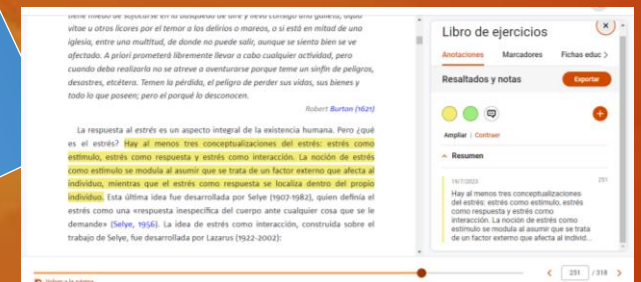 tiene miedo de sofocarse en la búsqueda de aire y lleva consigo una galleta, aqua
vitae u otros licores por el temor a los delirios o mareos, o si está en mitad de una
iglesia, entre una multitud, de donde no puede salir, aunque se sienta bien se ve
afectado. A priori prometerá libremente llevar a cabo cualquier actividad, pero
cuando deba realizarla no se atreve a aventurarse porque teme un sinfín de peligros,
desastres, etcétera. Temen la pérdida, el peligro de perder sus vidas, sus bienes y
todo lo que poseen; pero el porqué lo desconocen.
Robert Burton (1621)
La respuesta al estrés es un aspecto integral de la existencia humana. Pero ¿qué
es el estrés? Hay al menos tres conceptualizaciones del estrés: estrés como
estímulo, estrés como respuesta y estrés como interacción. La noción de estrés
como estímulo se modula al asumir que se trata de un factor externo que afecta al
individuo, mientras que el estrés como respuesta se localiza dentro del propio
individuo. Esta última idea fue desarrollada por Selye (1907-1982), quien definía el
estrés como una «respuesta inespecífica del cuerpo ante cualquier cosa que se le
demande» (Selye, 1956). La idea de estrés como interacción, construida sobre el
trabajo de Selye, fue desarrollada por Lazarus (1922-2002):
Volver a la página
Libro de ejercicios
Anotaciones Marcadores Fichas educ
Resaltados y notas Exportar
Ampliar | Contraer
Resumen
19/7/2022 251
Hay al menos tres conceptualizaciones
del estrés: estrés como estímulo, estrés
como respuesta y estrés como
interacción. La noción de estrés como
estímulo se modula al asumir que se trata
de un factor externo que afecta al individ...
251 / 318